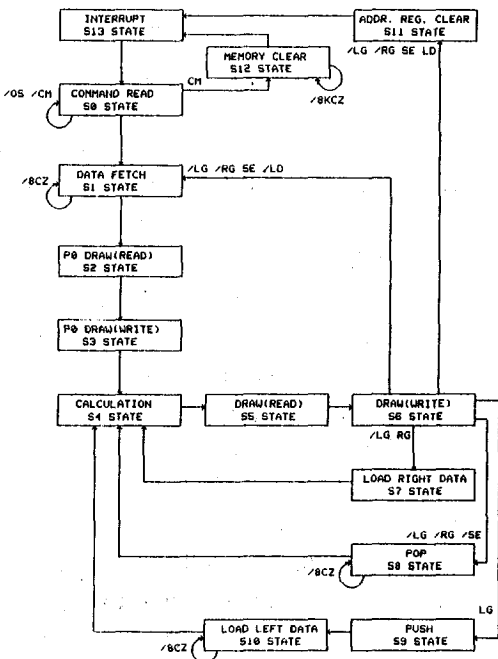 INTERRUPT
S13 STATE
ADDR. REG. CLEAR
S11 STATE
MEMORY CLEAR
S12 STATE
/LG /RG SE LD
/OS /CM
COMMAND READ
S0 STATE
CM
/8KCZ
/8CZ
DATA FETCH
S1 STATE
/LG /RG SE /LD
P0 DRAW(READ)
S2 STATE
P0 DRAW(WRITE)
S3 STATE
CALCULATION
S4 STATE
DRAW(READ)
S5 STATE
DRAW(WRITE)
S6 STATE
/LG RG
LOAD RIGHT DATA
S7 STATE
/LG /RG /SE
POP
S8 STATE
/8CZ
LG
LOAD LEFT DATA
S10 STATE
/8CZ
PUSH
S9 STATE